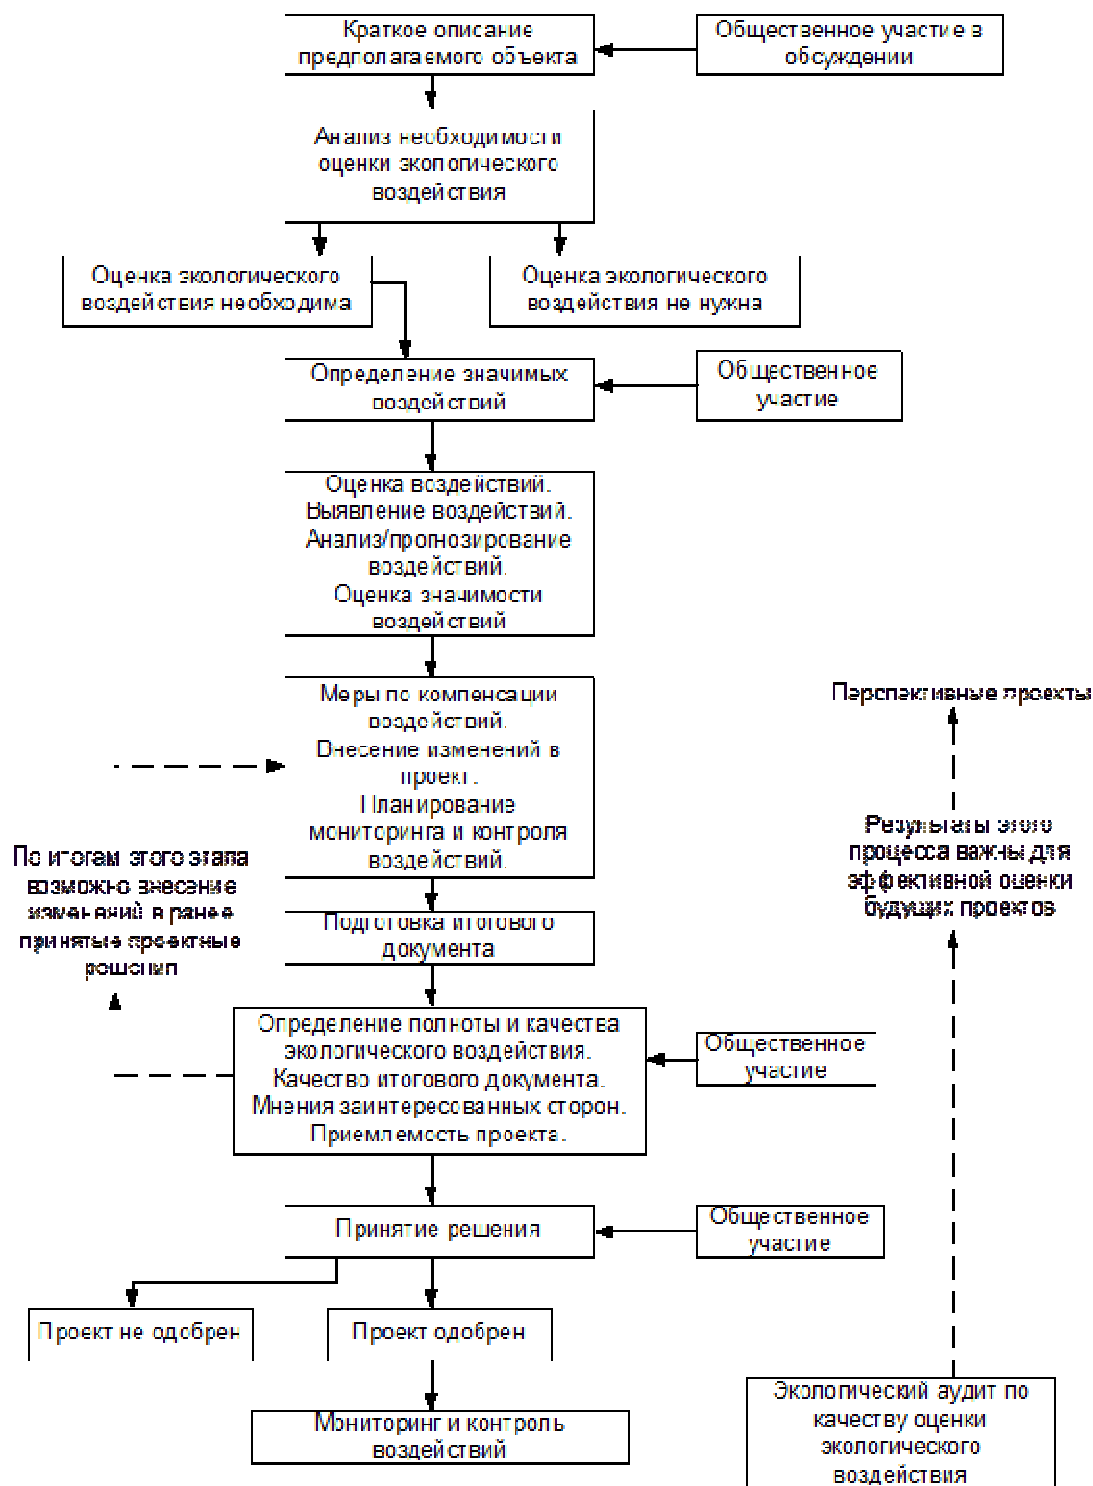 Краткое описание
предполагаемого объекта
Общественное участие в
обсуждении
Анализ необходимости
оценки экологического
воздействия
Оценка экологического
воздействия необходима
Оценка экологического
воздействия не нужна
Определение значимых
воздействий
Общественное
участие
Оценка воздействий.
Выявление воздействий.
Анализ/прогнозирование
воздействий.
Оценка значимости
воздействий
Меры по компенсации
воздействий.
Внесение изменений в
проект.
Планирование
мониторинга и контроля
воздействий.
Перспективные проекты
Результаты этого
процесса важны для
эффективной оценки
будущих проектов
По итогам этого этапа
возможно внесение
изменений в ранее
принятые проектные
решения
Подготовка итогового
документа
Определение полноты и качества
экологического воздействия.
Качество итогового документа.
Мнения заинтересованных сторон.
Приемлемость проекта.
Общественное
участие
Принятие решения
Общественное
участие
Проект не одобрен
Проект одобрен
Мониторинг и контроль
воздействий
Экологический аудит по
качеству оценки
экологического
воздействия